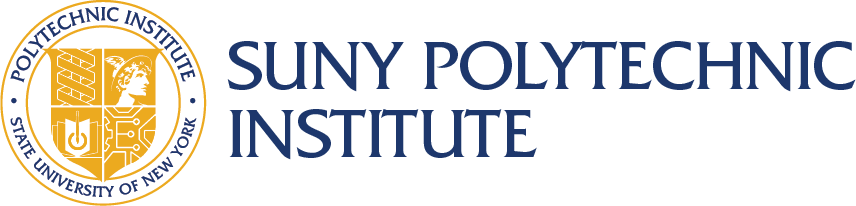 POLYTECHNIC INSTITUTE
STATE UNIVERSITY OF NEW YORK
SUNY POLYTECHNIC
INSTITUTE